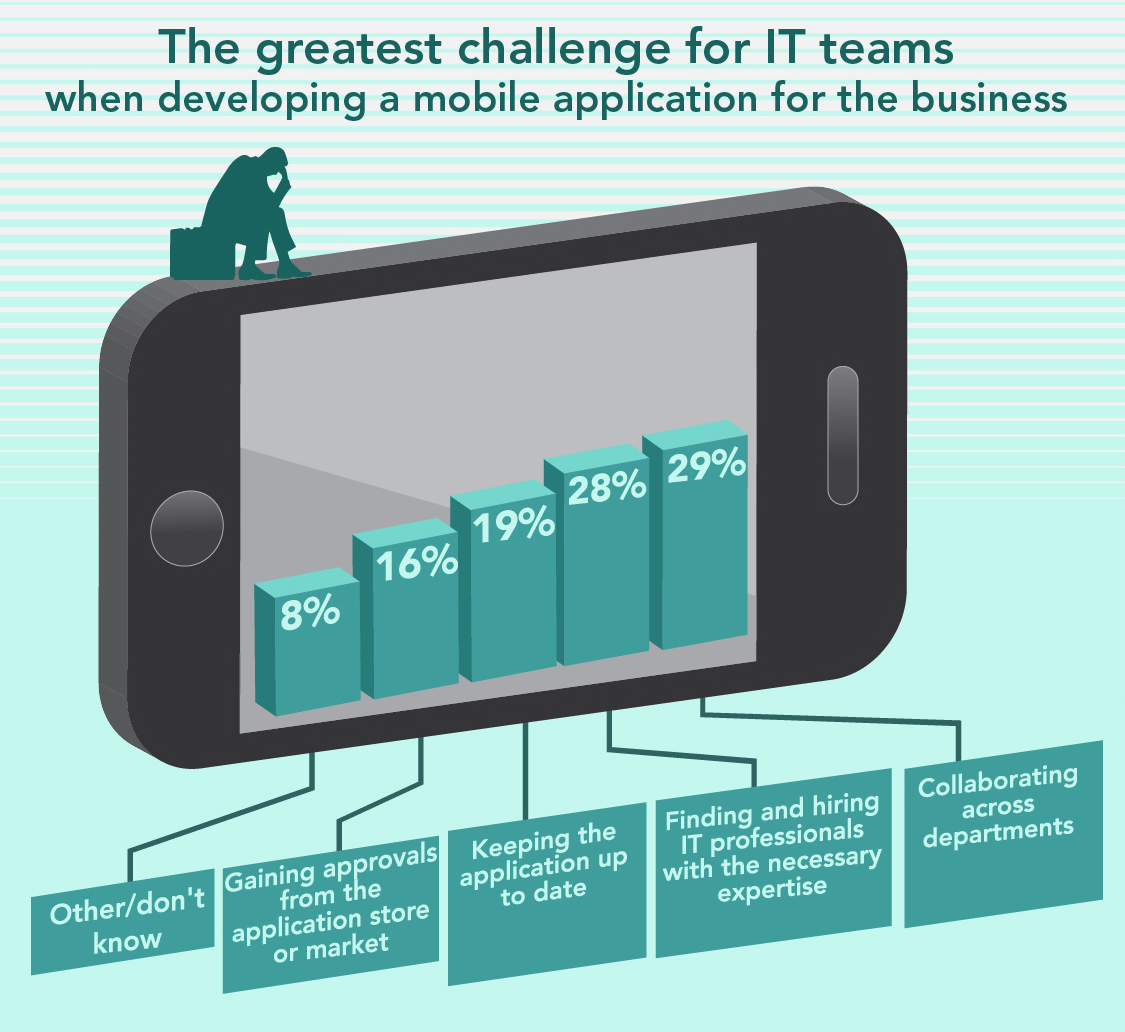 The greatest challenge for IT teams
when developing a mobile application for the business
8%
16%
19%
28%
29%
Other/don't
know
Gaining approvals
from the
application store
or market
Keeping the
application up
to date
Finding and hiring
IT professionals
with the necessary
expertise
Collaborating
across
departments